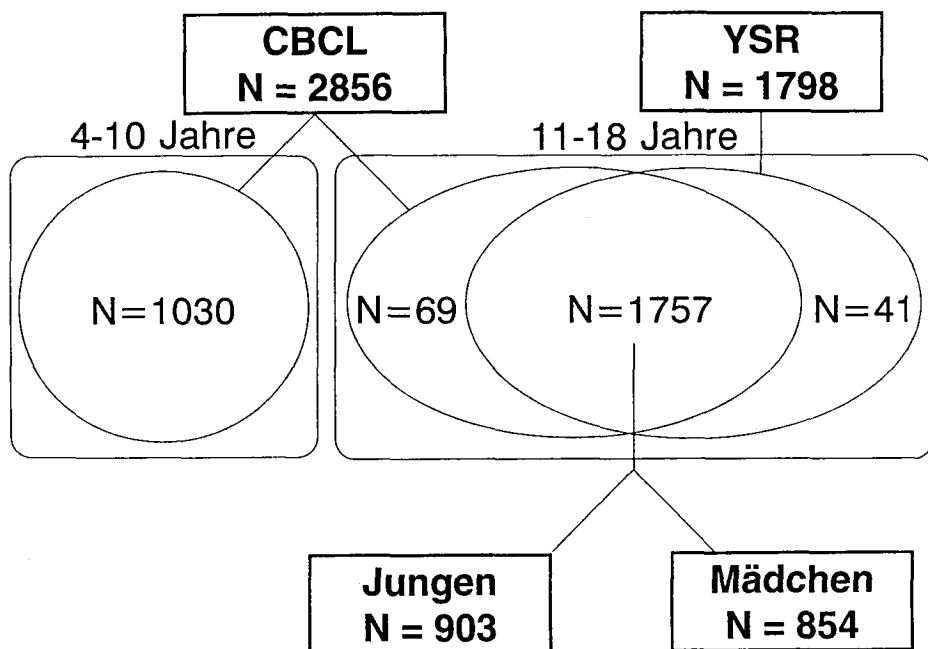 CBCL
N = 2856
YSR
N = 1798
4-10 Jahre
11-18 Jahre
N=1030
N=69
N=1757
N=41
Jungen
N = 903
Mädchen
N = 854